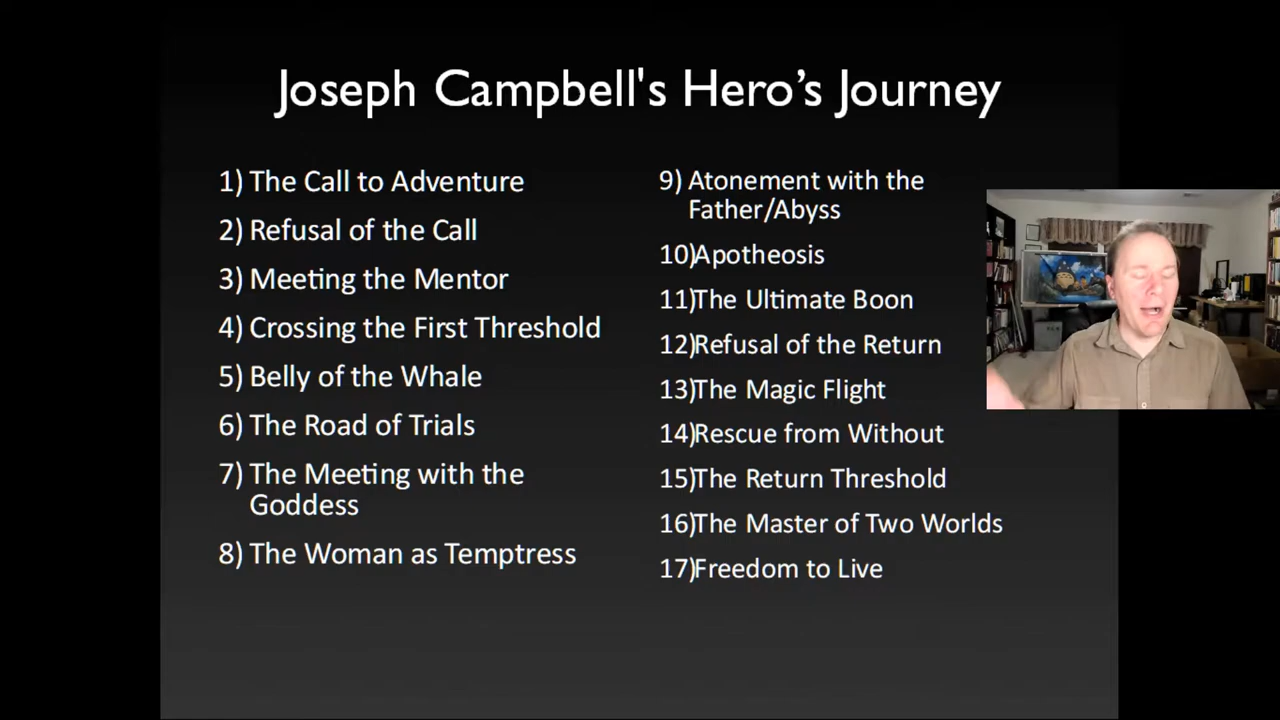 Joseph Campbell's Hero’s Journey
1) The Call to Adventure
2) Refusal of the Call
3) Meeting the Mentor
4) Crossing the First Threshold
5) Belly of the Whale
6) The Road of Trials
7) The Meeting with the
Goddess
8) The Woman as Temptress
9) Atonement with the
Father/Abyss
10)Apotheosis
11)The Ultimate Boon
12)Refusal of the Return
13)The Magic Flight
14)Rescue from Without
15)The Return Threshold
16)The Master of Two Worlds
17)Freedom to Live